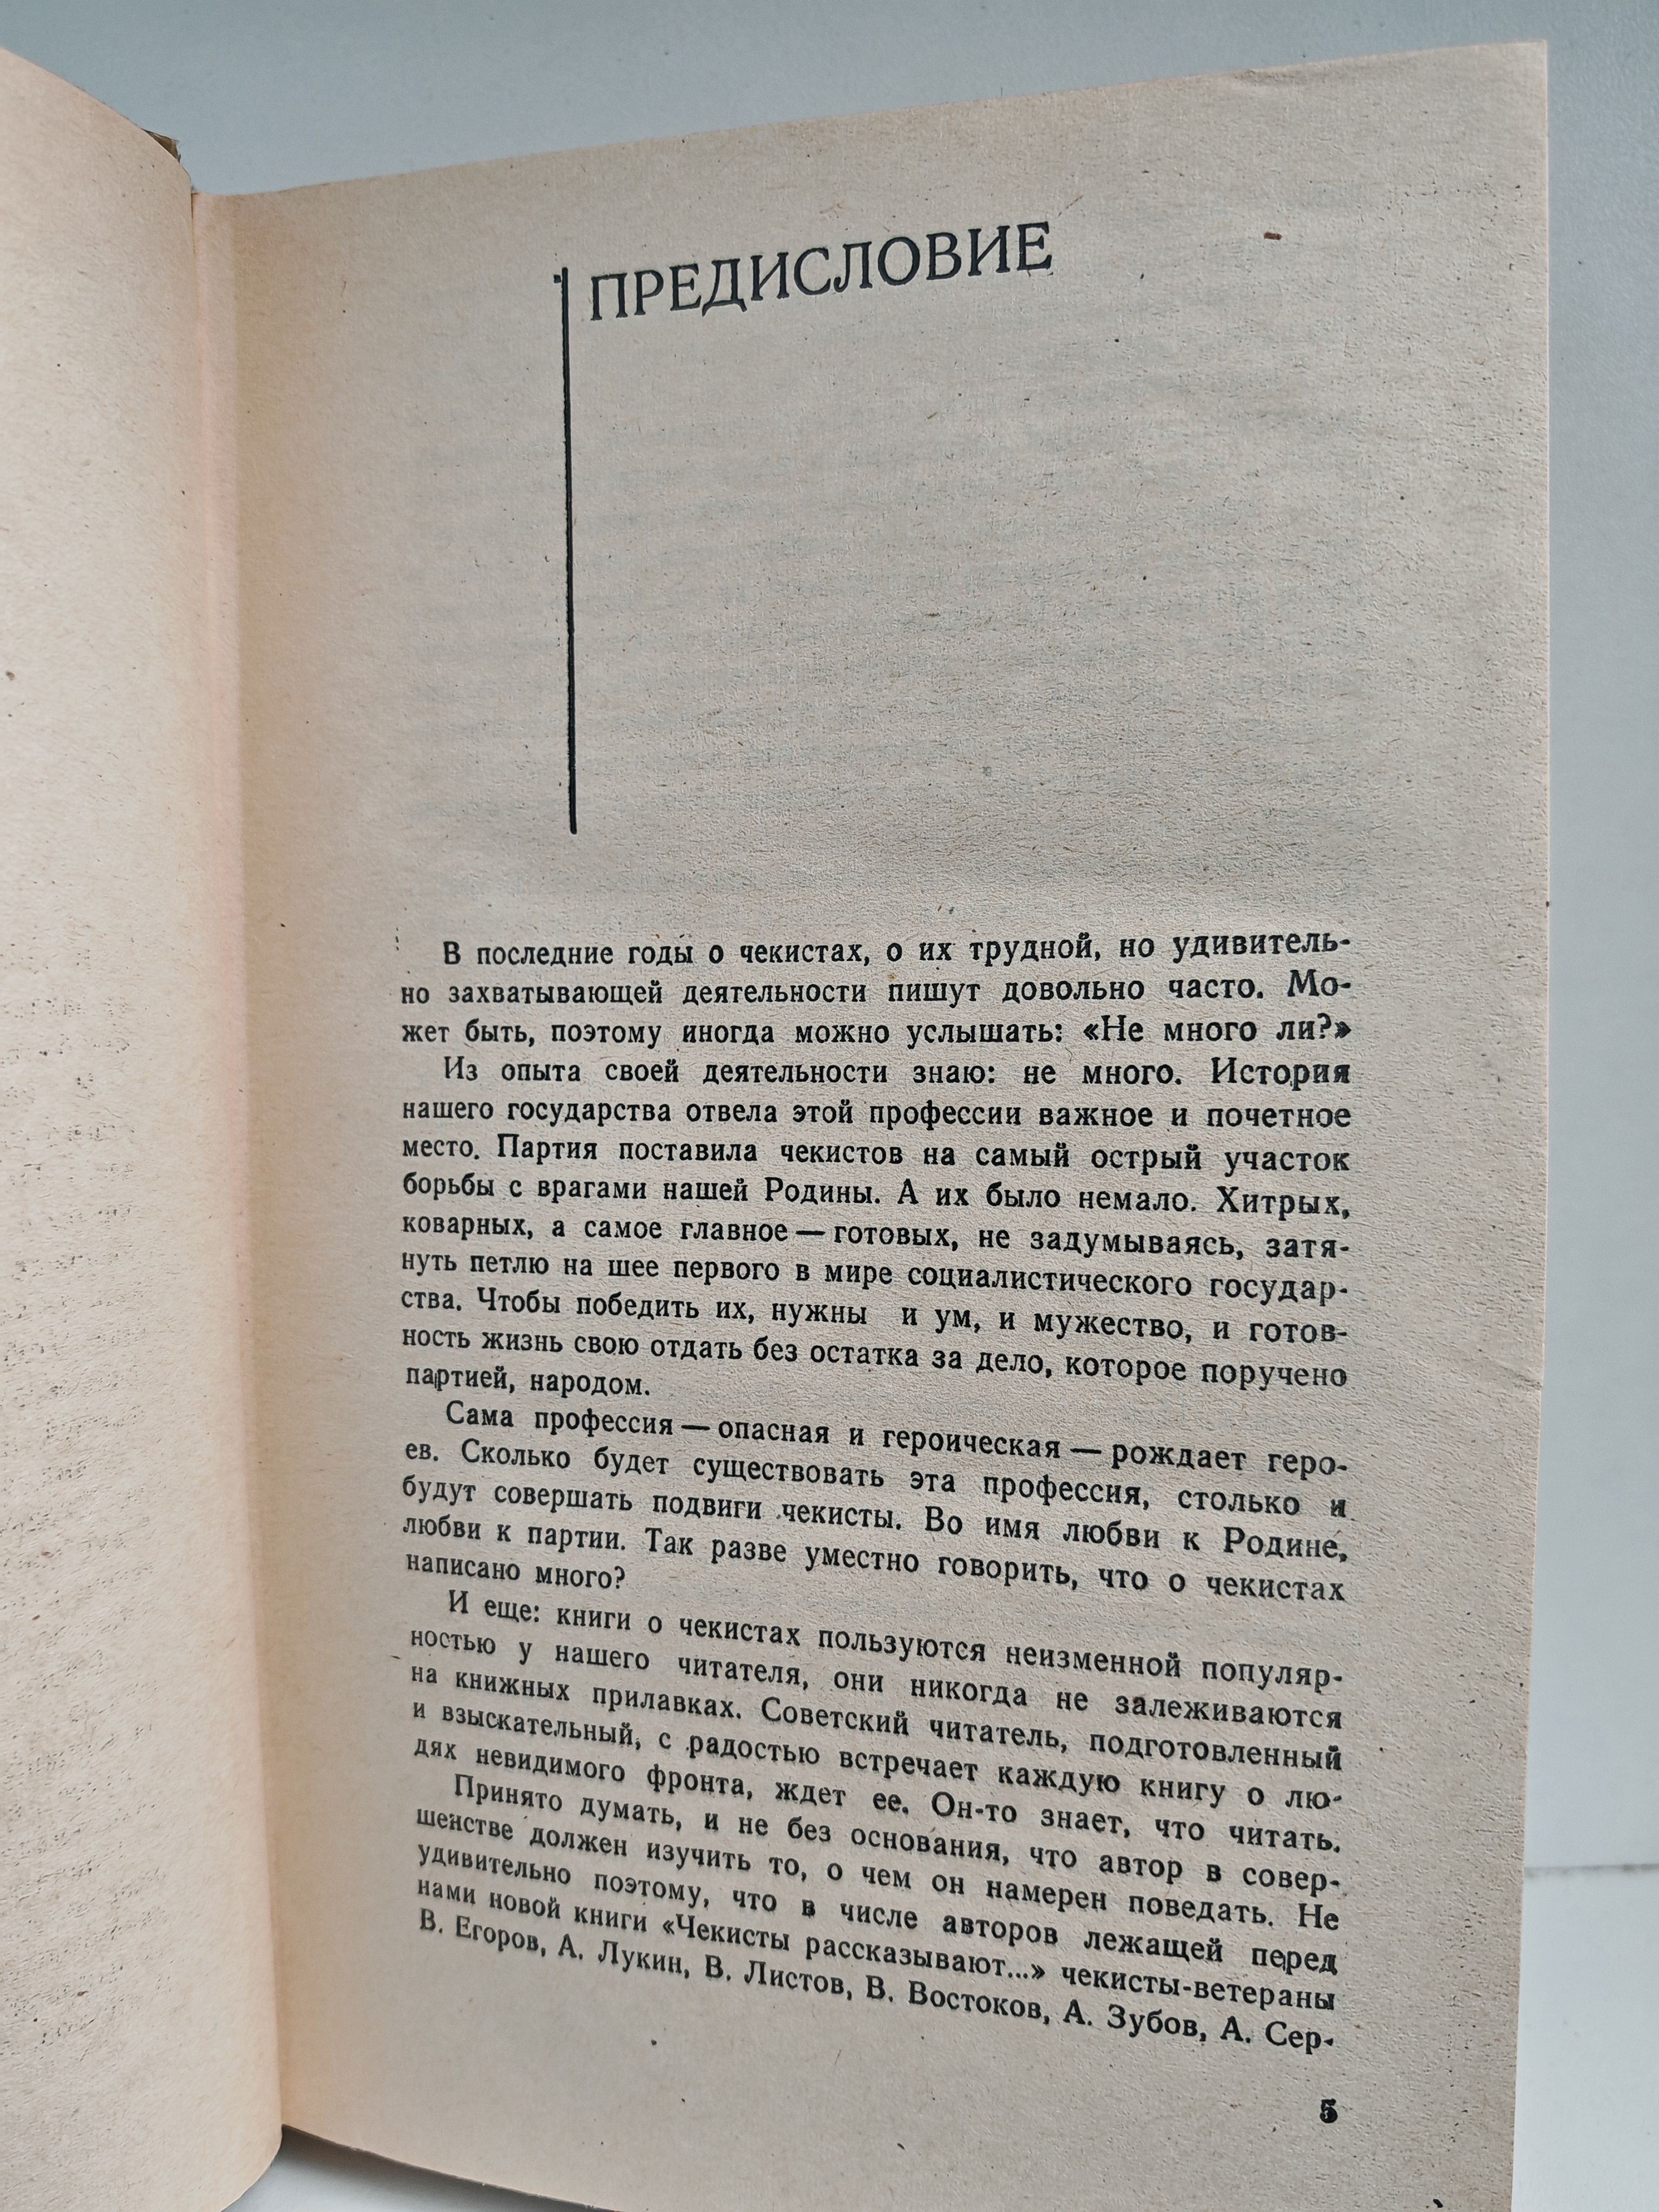 ПРЕДИСЛОВИЕ
В последние годы о чекистах, о их трудной, но удивитель-
но захватывающей деятельности пишут довольно часто. Мо-
жет быть, поэтому иногда можно услышать: «Не много ли?»
Из опыта своей деятельности знаю: не много. История
нашего государства отвела этой профессии важное и почетное
место. Партия поставила чекистов на самый острый участок
борьбы с врагами нашей Родины. А их было немало. Хитрых,
коварных, а самое главное — готовых, не задумываясь, затя-
нуть петлю на шее первого в мире социалистического государ-
ства. Чтобы победить их, нужны и ум, и мужество, и готов-
ность жизнь свою отдать без остатка за дело, которое поручено
партией, народом.
Сама профессия — опасная и героическая — рождает геро-
ев. Сколько будет существовать эта профессия, столько и
будут совершать подвиги чекисты. Во имя любви к Родине,
любви к партии. Так разве уместно говорить, что о чекистах
написано много?
И еще: книги о чекистах пользуются неизменной популяр-
ностью у нашего читателя, они никогда не залеживаются
на книжных прилавках. Советский читатель, подготовленный
и взыскательный, с радостью встречает каждую книгу о лю-
дях невидимого фронта, ждет ее. Он-то знает, что читать.
Принято думать, и не без основания, что автор в совер-
шенстве должен изучить то, о чем он намерен поведать. Не
удивительно поэтому, что в числе авторов лежащей перед
нами новой книги «Чекисты рассказывают...» чекисты-ветераны
В. Егоров, А. Лукин, В. Листов, В. Востоков, А. Зубов, А. Сер-
5